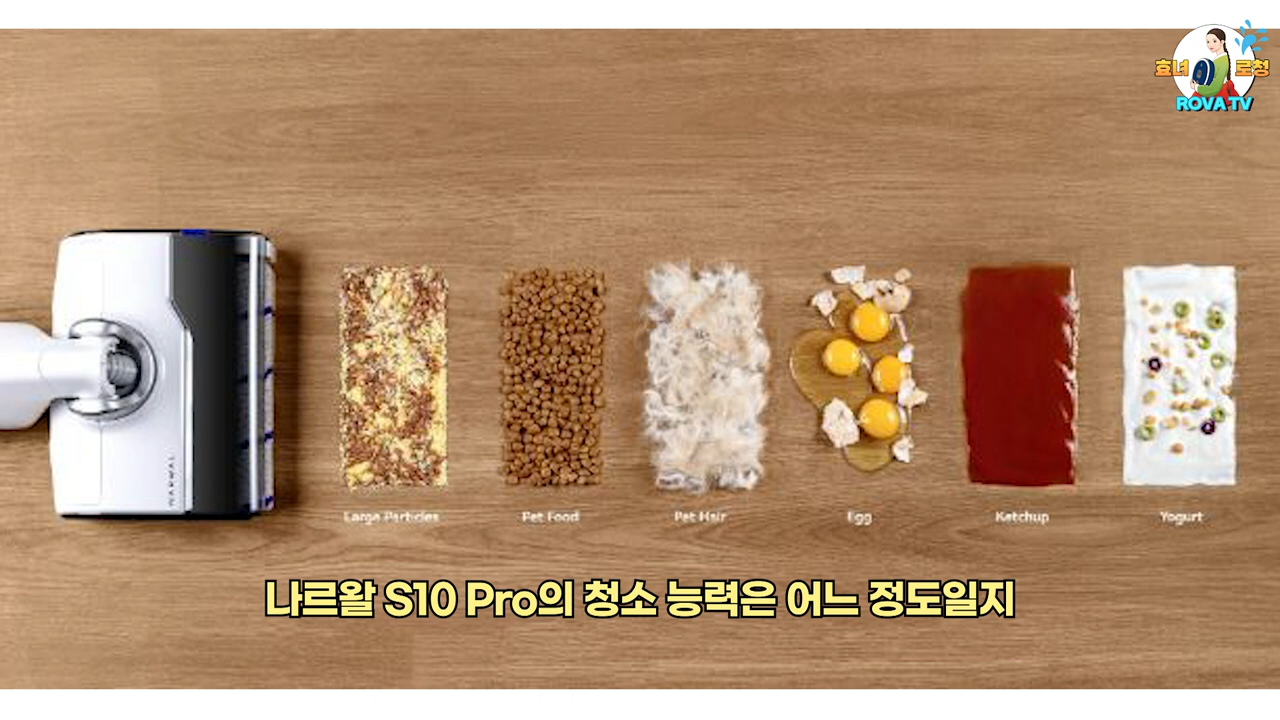 효녀 로청
ROVA TV
NARWAL
Large Particles
Pet Food
Pet Hair
Egg
Ketchup
Yogurt
나르왈 S10 Pro의 청소 능력은 어느 정도일지